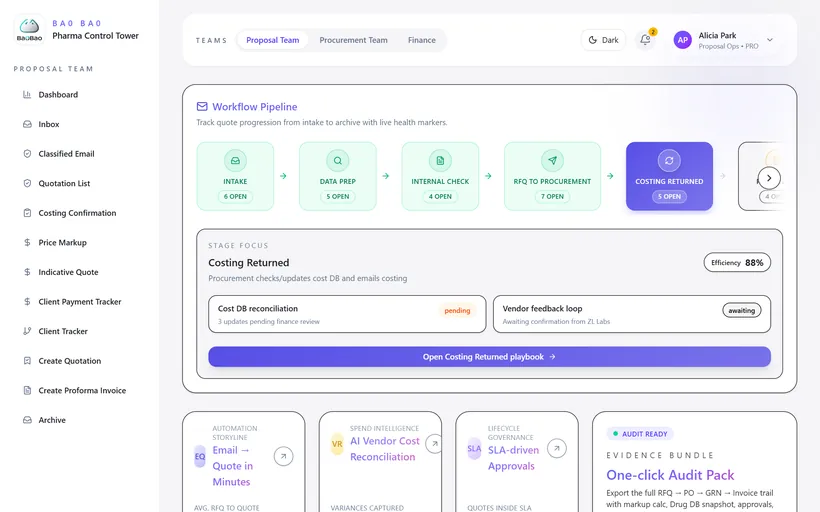 BAO BAO
Pharma Control Tower
BaoBao
PROPOSAL TEAM
Dashboard
Inbox
Classified Email
Quotation List
Costing Confirmation
Price Markup
Indicative Quote
Client Payment Tracker
Client Tracker
Create Quotation
Create Proforma Invoice
Archive
TEAMS
Proposal Team
Procurement Team
Finance
Dark
2
AP
Alicia Park
Proposal Ops • PRO
Workflow Pipeline
Track quote progression from intake to archive with live health markers.
INTAKE
6 OPEN
DATA PREP
5 OPEN
INTERNAL CHECK
4 OPEN
RFQ TO PROCUREMENT
7 OPEN
COSTING RETURNED
5 OPEN
4 O
STAGE FOCUS
Costing Returned
Procurement checks/updates cost DB and emails costing
Efficiency 88%
Cost DB reconciliation
pending
3 updates pending finance review
Vendor feedback loop
awaiting
Awaiting confirmation from ZL Labs
Open Costing Returned playbook →
EQ
AUTOMATION
STORYLINE
Email →
Quote in
Minutes
AVG. RFQ TO QUOTE
VR
SPEND INTELLIGENCE
AI Vendor Cost
Reconciliation
VARIANCES CAPTURED
SLA
LIFECYCLE
GOVERNANCE
SLA-driven
Approvals
QUOTES INSIDE SLA
AUDIT READY
EVIDENCE BUNDLE
One-click Audit Pack
Export the full RFQ → PO → GRN → Invoice trail
with markup calc, Drug DB snapshot, approvals,